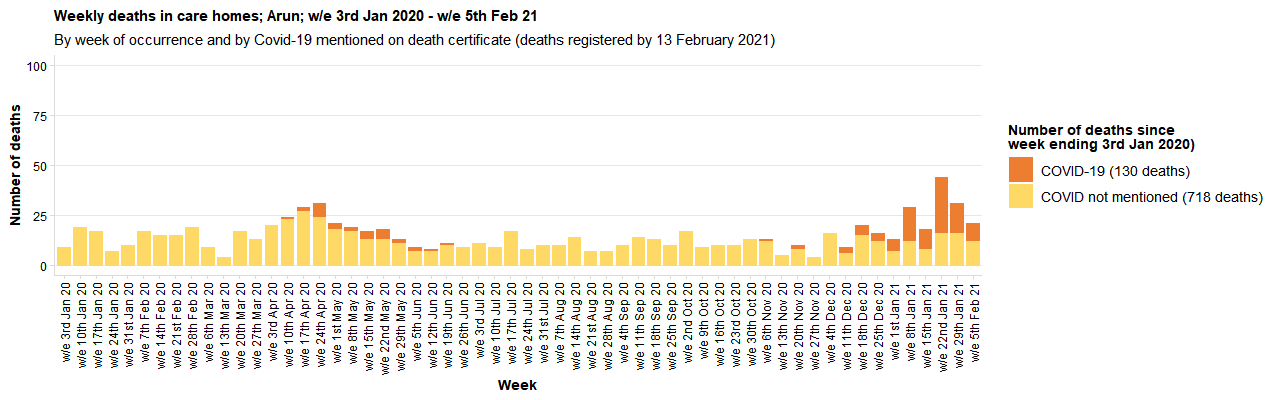 Weekly deaths in care homes; Arun; w/e 3rd Jan 2020 - w/e 5th Feb 21
By week of occurrence and by Covid-19 mentioned on death certificate (deaths registered by 13 February 2021)
Number of deaths
100
75
50
25
0
w/e 3rd Jan 20
w/e 10th Jan 20
w/e 17th Jan 20
w/e 24th Jan 20
w/e 31st Jan 20
w/e 7th Feb 20
w/e 14th Feb 20
w/e 21st Feb 20
w/e 28th Feb 20
w/e 6th Mar 20
w/e 13th Mar 20
w/e 20th Mar 20
w/e 27th Mar 20
w/e 3rd Apr 20
w/e 10th Apr 20
w/e 17th Apr 20
w/e 24th Apr 20
w/e 1st May 20
w/e 8th May 20
w/e 15th May 20
w/e 22nd May 20
w/e 29th May 20
w/e 5th Jun 20
w/e 12th Jun 20
w/e 19th Jun 20
w/e 26th Jun 20
w/e 3rd Jul 20
w/e 10th Jul 20
w/e 17th Jul 20
w/e 24th Jul 20
w/e 31st Jul 20
w/e 7th Aug 20
w/e 14th Aug 20
w/e 21st Aug 20
w/e 28th Aug 20
w/e 4th Sep 20
w/e 11th Sep 20
w/e 18th Sep 20
w/e 25th Sep 20
w/e 2nd Oct 20
w/e 9th Oct 20
w/e 16th Oct 20
w/e 23rd Oct 20
w/e 30th Oct 20
w/e 6th Nov 20
w/e 13th Nov 20
w/e 20th Nov 20
w/e 27th Nov 20
w/e 4th Dec 20
w/e 11th Dec 20
w/e 18th Dec 20
w/e 25th Dec 20
w/e 1st Jan 21
w/e 8th Jan 21
w/e 15th Jan 21
w/e 22nd Jan 21
w/e 29th Jan 21
w/e 5th Feb 21
Week
Number of deaths since
week ending 3rd Jan 2020)
COVID-19 (130 deaths)
COVID not mentioned (718 deaths)